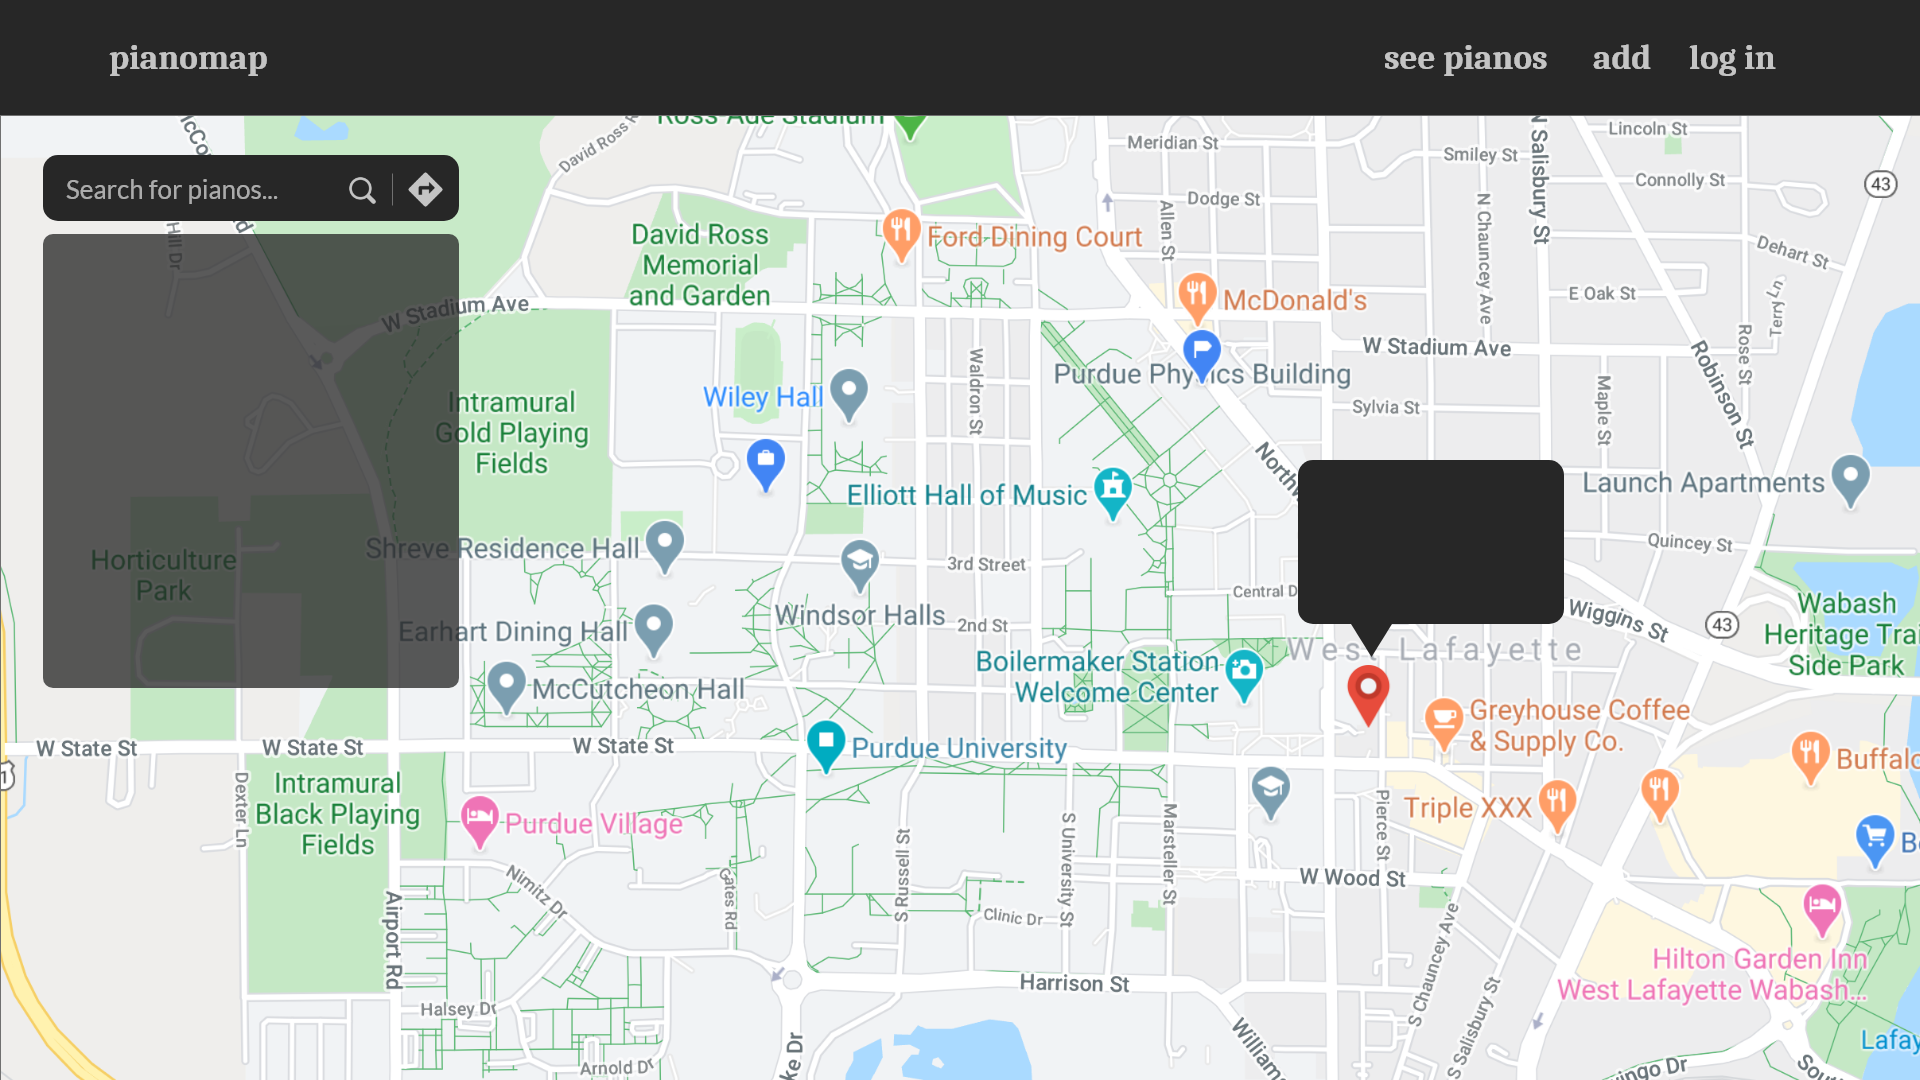 pianomap
see pianos
add
log in
Search for pianos...
Ross-Ade Stadium
David Ross
Meridian St
Smiley St
Lincoln St
Connolly St
43
Dodge St
Allen St
N Chauncey Ave
N Salisbury St
Dehart St
Hill Dr
David Ross
Memorial
and Garden
Ford Dining Court
McDonald's
E Oak St
Terry Ln
W Stadium Ave
W Stadium Ave
Rose St
Robinson St
Purdue Physics Building
Waldron St
Wiley Hall
Intramural
Gold Playing
Fields
Sylvia St
Maple St
Launch Apartments
Elliott Hall of Music
Quincey St
Shreve Residence Hall
Horticulture
Park
3rd Street
Central D
Windsor Halls
2nd St
Earhart Dining Hall
Wiggins St
43
Wabash
Heritage Trai
Side Park
West Lafayette
Boilermaker Station
Welcome Center
McCutcheon Hall
Greyhouse Coffee
& Supply Co.
W State St
W State St
W State St
Purdue University
Buffalo
Dexter Ln
Intramural
Black Playing
Fields
Purdue Village
Triple XXX
Pierce St
Marsteller St
S University St
S Russell St
Gates Rd
Nimitz Dr
W Wood St
Airport Rd
Clinic Dr
S Chauncey Ave
S Salisbury St
Hilton Garden Inn
West Lafayette Wabash...
Harrison St
Halsey Dr
Arnold Dr
Lafay